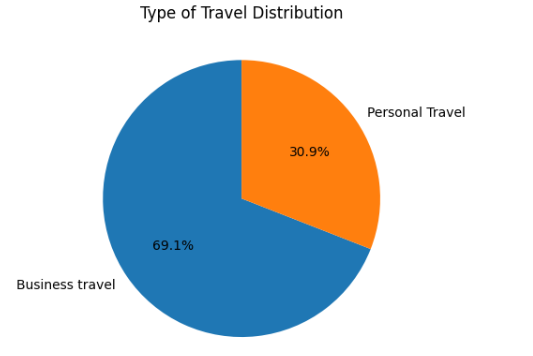 Type of Travel Distribution
Personal Travel
30.9%
69.1%
Business travel